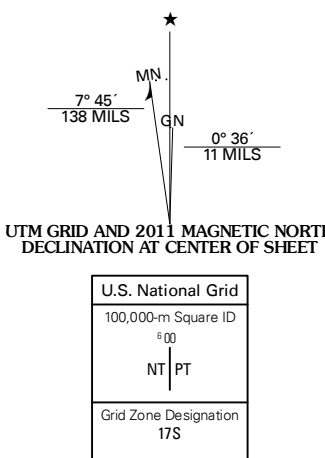 ★
MN
7° 45´
138 MILS
GN
0° 36´
11 MILS
UTM GRID AND 2011 MAGNETIC NORTH
DECLINATION AT CENTER OF SHEET
U.S. National Grid
100,000-m Square ID
⁶00
NT PT
Grid Zone Designation
17S